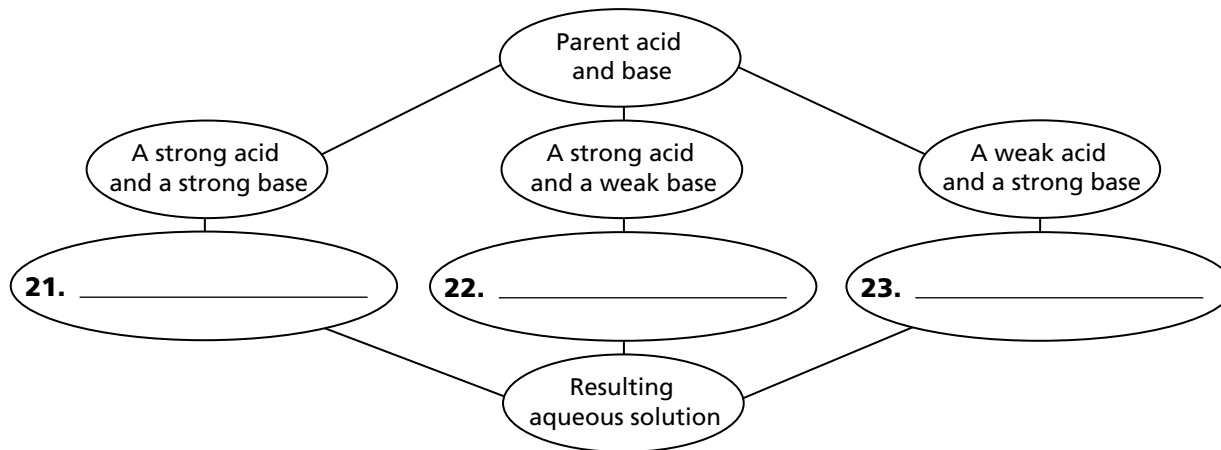 Parent acid
and base
A strong acid
and a strong base
A strong acid
and a weak base
A weak acid
and a strong base
21.
22.
23.
Resulting
aqueous solution